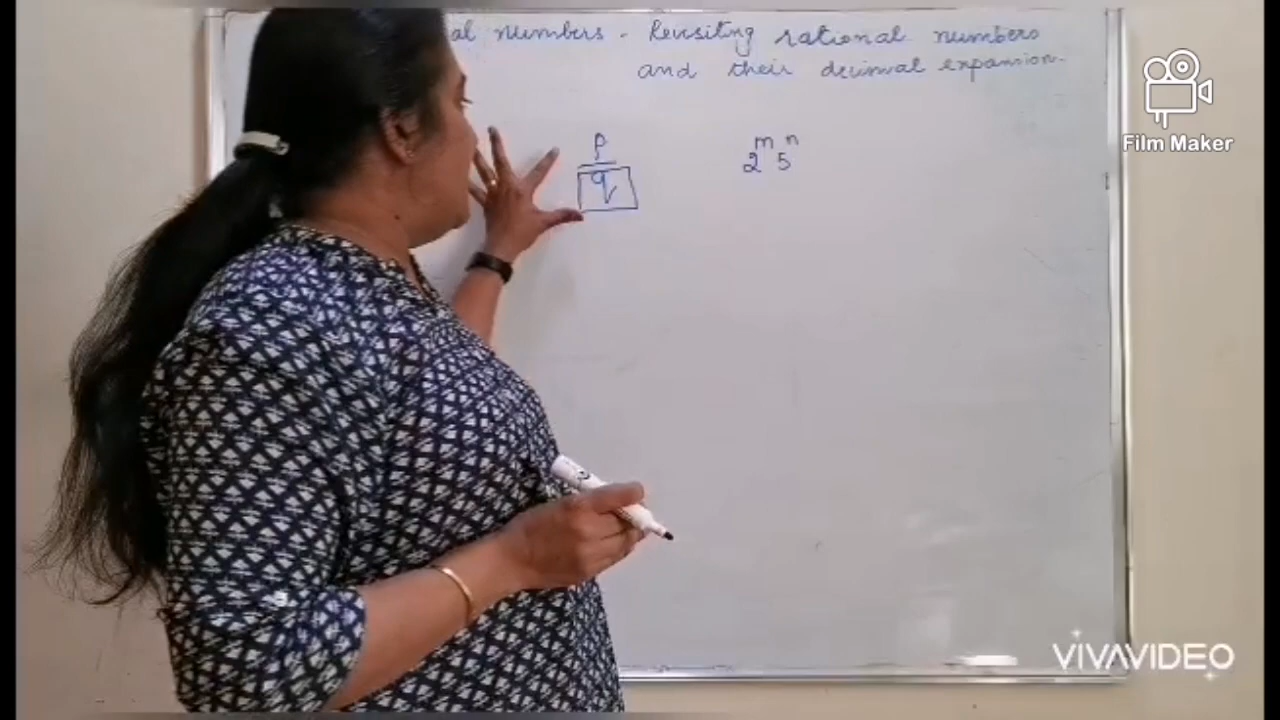 al numbers - Revisiting rational numbers
and their decimal expansion.
p
q
2^m 5^n
Film Maker
VIVAVIDEO